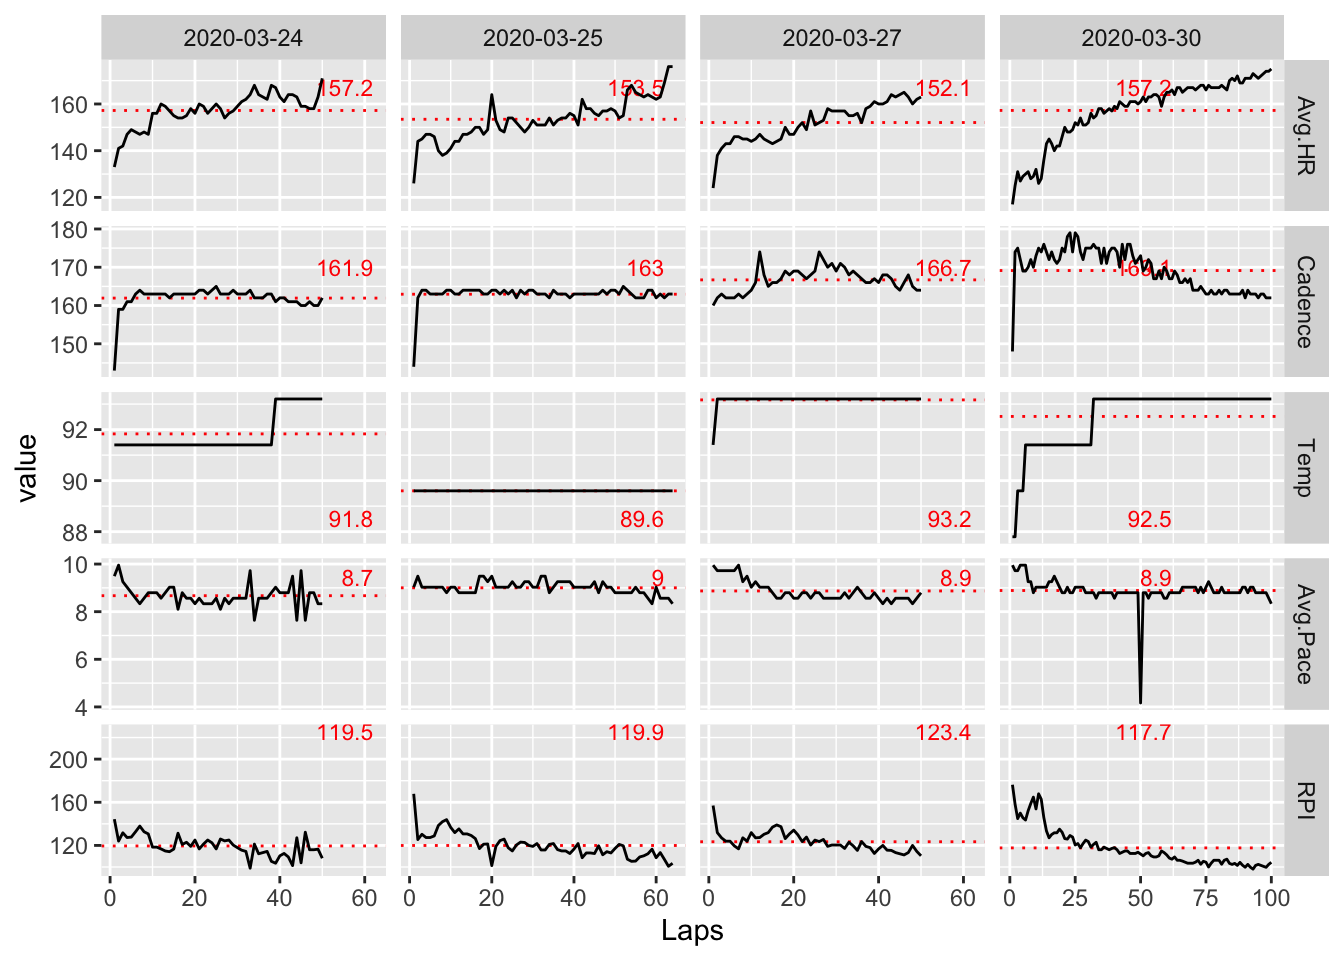 2020-03-24 2020-03-25 2020-03-27 2020-03-30
160 157.2 153.5 152.1 157.2 Avg.HR
140
120
180
170 161.9 163 166.7 169.1 Cadence
160
150
92 Temp
90
88 91.8 89.6 93.2 92.5
10 8.7 9 8.9 8.9 Avg.Pace
8
6
4
119.5 119.9 123.4 117.7
200
160 RPI
120
0 20 40 60 0 20 40 60 0 20 40 60 0 25 50 75 100
Laps
value